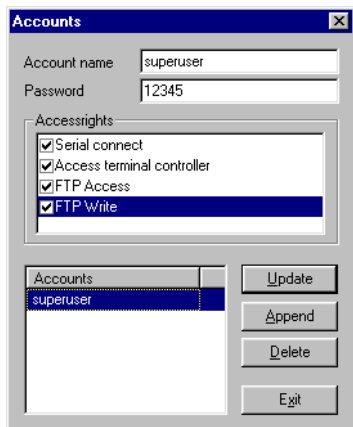 Accounts
Account name superuser
Password 12345
Accessrights
Serial connect
Access terminal controller
FTP Access
FTP Write
Accounts
superuser
Update
Append
Delete
Exit